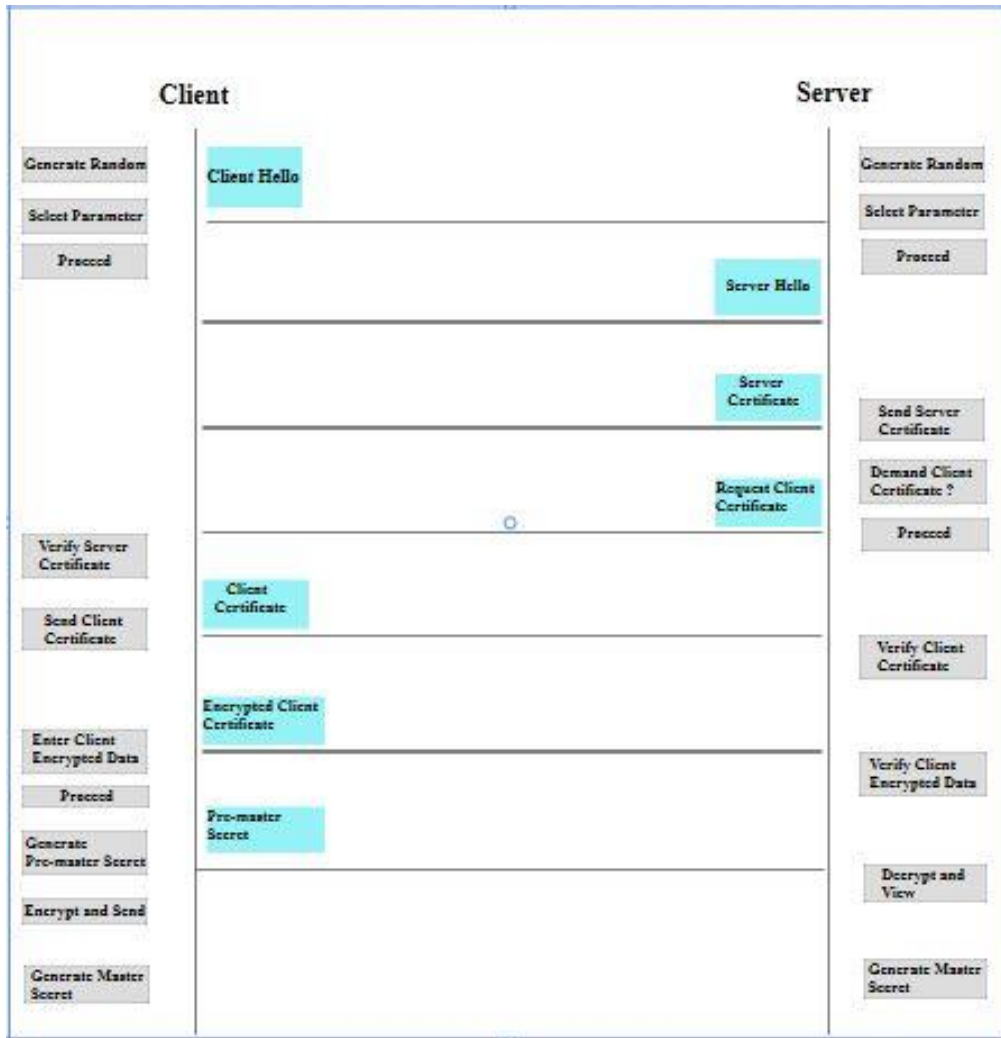 Client
Server
Generate Random
Client Hello
Generate Random
Select Parameter
Select Parameter
Proceed
Proceed
Server Hello
Server
Certificate
Send Server
Certificate
Request Client
Certificate
Demand Client
Certificate ?
Proceed
Verify Server
Certificate
Client
Certificate
Send Client
Certificate
Verify Client
Certificate
Encrypted Client
Certificate
Enter Client
Encrypted Data
Verify Client
Encrypted Data
Proceed
Pre-master
Secret
Generate
Pre-master Secret
Decrypt and
View
Encrypt and Send
Generate Master
Secret
Generate Master
Secret